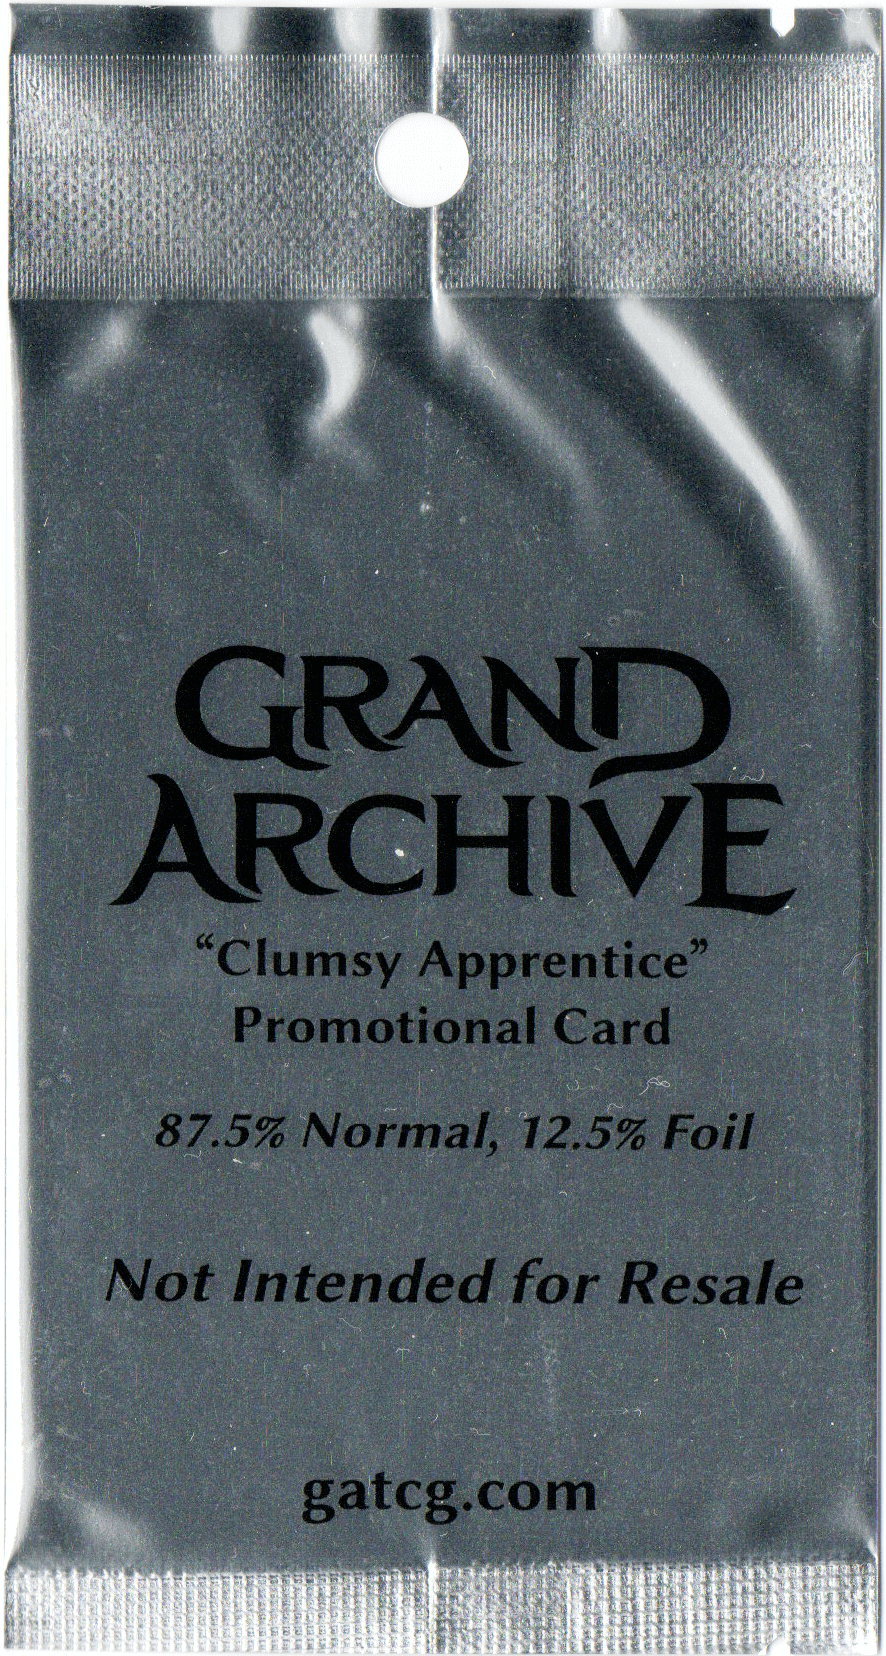 GRAND
ARCHIVE
“Clumsy Apprentice”
Promotional Card
87.5% Normal, 12.5% Foil
Not Intended for Resale
gatcg.com